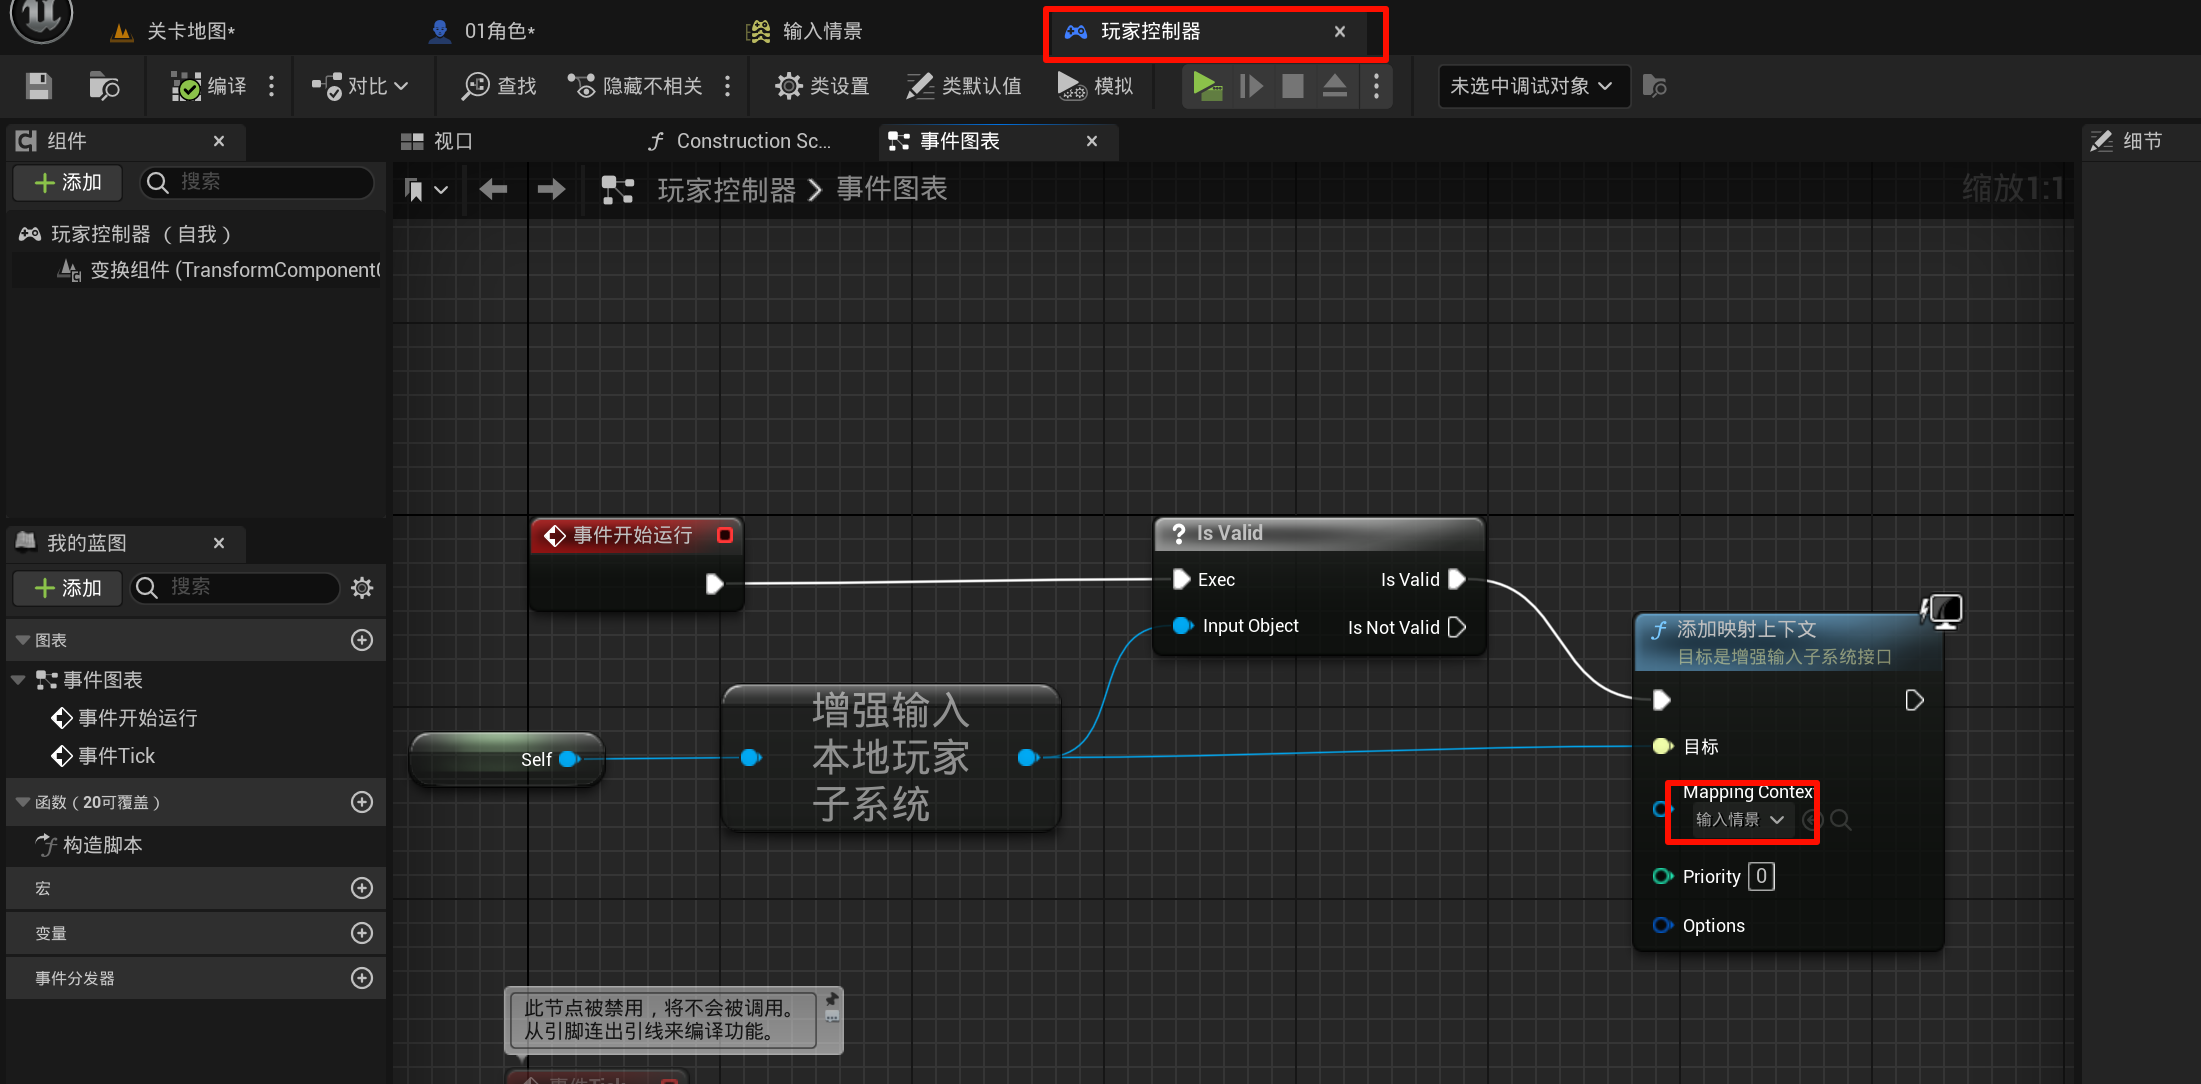 关卡地图*
01角色*
输入情景
玩家控制器
编译
对比
查找
隐藏不相关
类设置
类默认值
模拟
未选中调试对象
组件
视口
Construction Sc...
事件图表
细节
添加
搜索
玩家控制器 > 事件图表
缩放1:1
玩家控制器 （自我）
变换组件 (TransformComponent0
我的蓝图
添加
搜索
图表
事件图表
事件开始运行
事件Tick
函数（20可覆盖）
构造脚本
宏
变量
事件分发器
事件开始运行
Is Valid
Exec
Is Valid
Input Object
Is Not Valid
Self
增强输入
本地玩家
子系统
添加映射上下文
目标是增强输入子系统接口
目标
Mapping Contex
输入情景
Priority 0
Options
此节点被禁用，将不会被调用。
从引脚连出引线来编译功能。
事件Tick